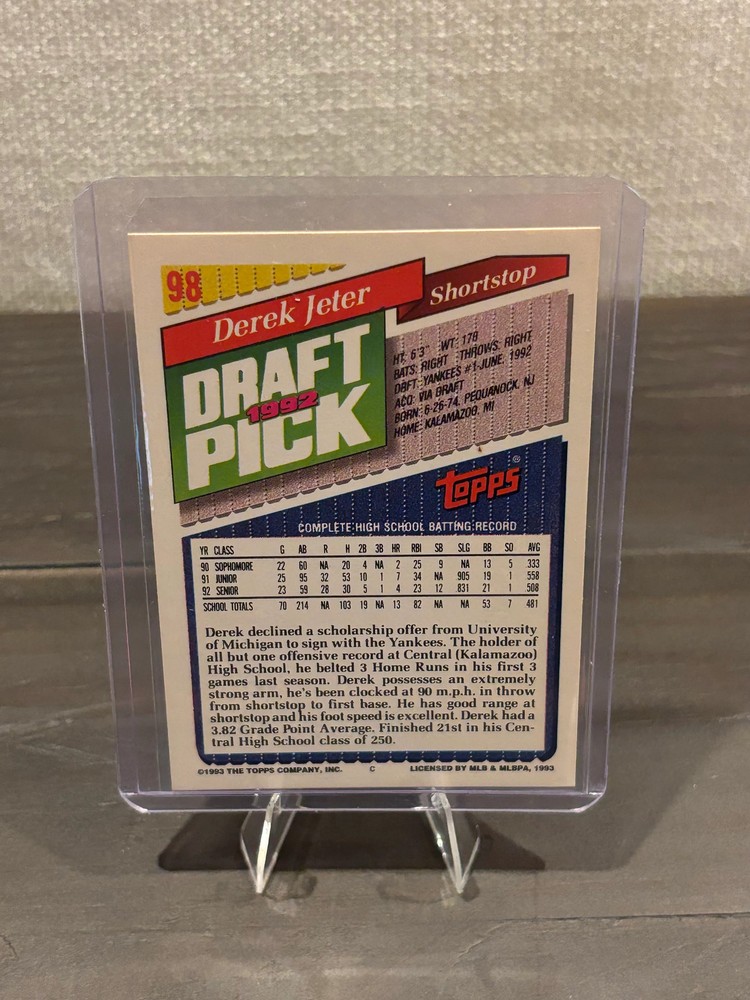 98
Derek Jeter
Shortstop
DRAFT
1992
PICK
HT: 6'3" WT: 178
BATS: RIGHT THROWS: RIGHT
DRFT: YANKEES #1-JUNE, 1992
ACQ: VIA DRAFT
BORN: 6-26-74, PEQUANOCK, NJ
HOME: KALAMAZOO, MI
TOPPS®
COMPLETE HIGH SCHOOL BATTING RECORD
YR CLASS G AB R H 2B 3B HR RBI SB SLG BB SO AVG
90 SOPHOMORE 22 60 NA 20 4 NA 2 25 9 NA 13 5 .333
91 JUNIOR 25 95 32 53 10 1 7 34 NA .905 19 1 .558
92 SENIOR 23 59 28 30 5 1 4 23 12 .831 21 1 .508
SCHOOL TOTALS 70 214 NA 103 19 NA 13 82 NA NA 53 7 .481
Derek declined a scholarship offer from University
of Michigan to sign with the Yankees. The holder of
all but one offensive record at Central (Kalamazoo)
High School, he belted 3 Home Runs in his first 3
games last season. Derek possesses an extremely
strong arm, he's been clocked at 90 m.p.h. in throw
from shortstop to first base. He has good range at
shortstop and his foot speed is excellent. Derek had a
3.82 Grade Point Average. Finished 21st in his Cen-
tral High School class of 250.
©1993 THE TOPPS COMPANY, INC. C LICENSED BY MLB & MLBPA, 1993